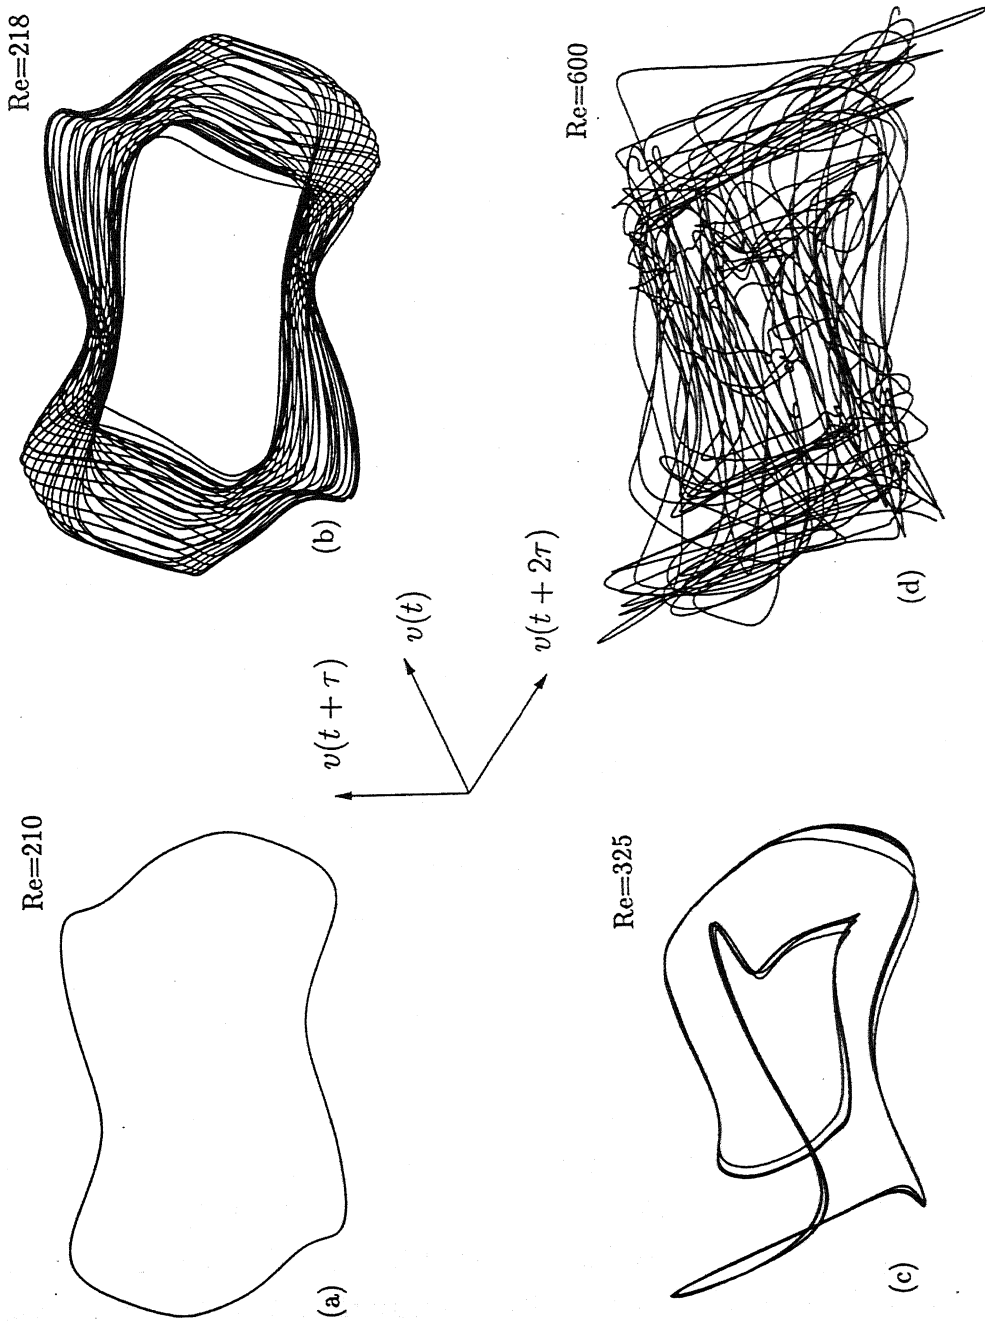 Re=210
(a)
Re=218
(b)
v(t + τ)
v(t)
v(t + 2τ)
Re=325
(c)
Re=600
(d)